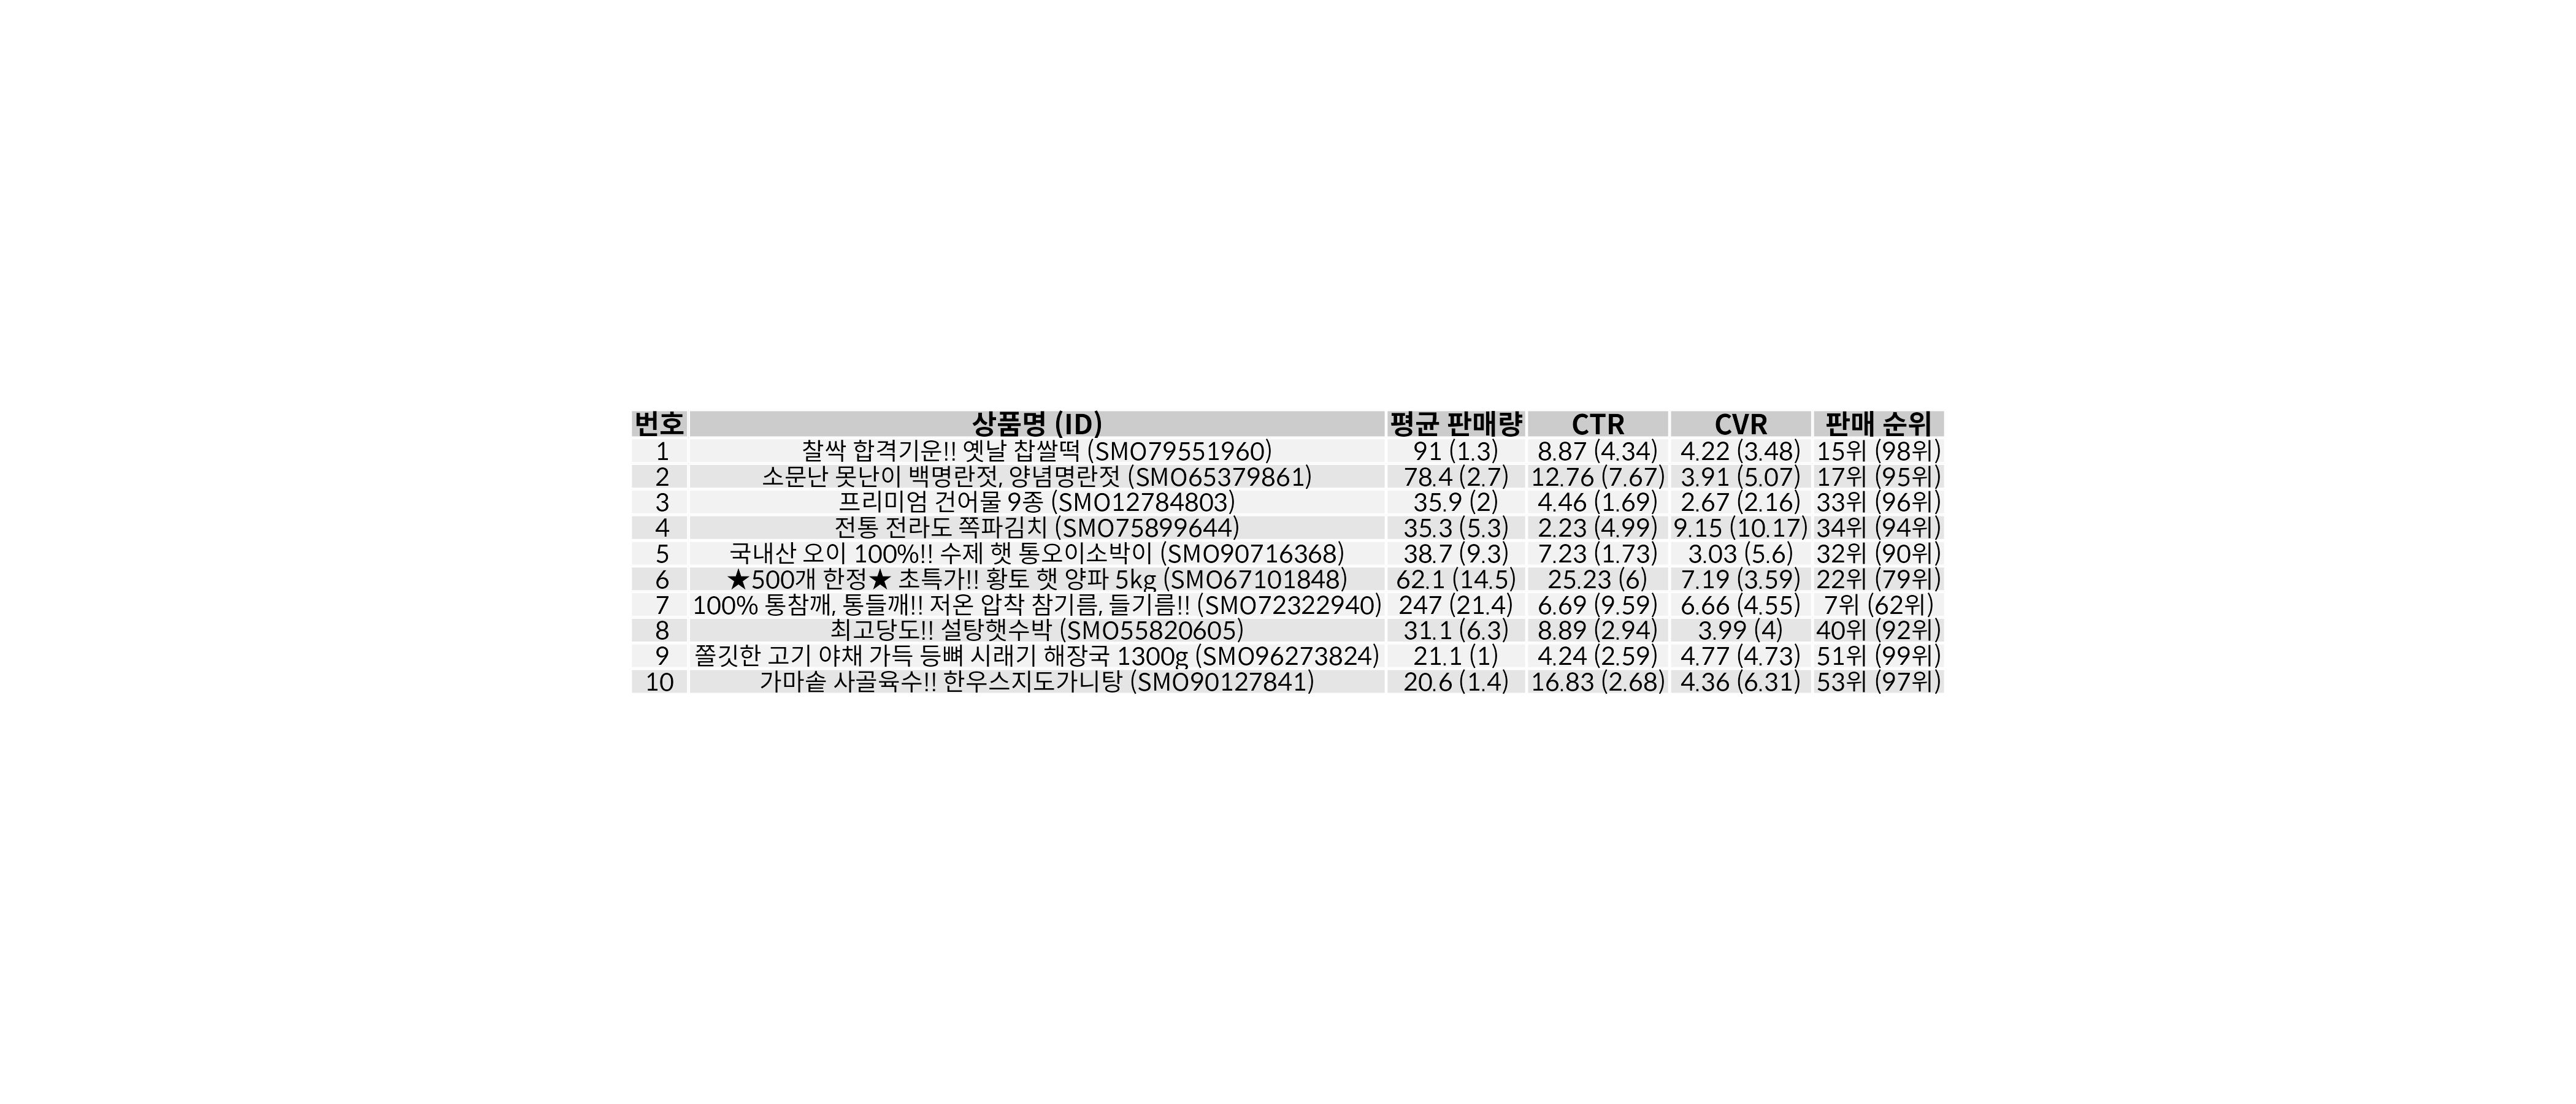 번호 상품명 (ID) 평균 판매량 CTR CVR 판매 순위
1 찰싹 합격기운!! 옛날 찹쌀떡 (SMO79551960) 91 (1.3) 8.87 (4.34) 4.22 (3.48) 15위 (98위)
2 소문난 못난이 백명란젓, 양념명란젓 (SMO65379861) 78.4 (2.7) 12.76 (7.67) 3.91 (5.07) 17위 (95위)
3 프리미엄 건어물 9종 (SMO12784803) 35.9 (2) 4.46 (1.69) 2.67 (2.16) 33위 (96위)
4 전통 전라도 쪽파김치 (SMO75899644) 35.3 (5.3) 2.23 (4.99) 9.15 (10.17) 34위 (94위)
5 국내산 오이 100%!! 수제 햇 통오이소박이 (SMO90716368) 38.7 (9.3) 7.23 (1.73) 3.03 (5.6) 32위 (90위)
6 ★500개 한정★ 초특가!! 황토 햇 양파 5kg (SMO67101848) 62.1 (14.5) 25.23 (6) 7.19 (3.59) 22위 (79위)
7 100% 통참깨, 통들깨!! 저온 압착 참기름, 들기름!! (SMO72322940) 247 (21.4) 6.69 (9.59) 6.66 (4.55) 7위 (62위)
8 최고당도!! 설탕햇수박 (SMO55820605) 31.1 (6.3) 8.89 (2.94) 3.99 (4) 40위 (92위)
9 쫄깃한 고기 야채 가득 등뼈 시래기 해장국 1300g (SMO96273824) 21.1 (1) 4.24 (2.59) 4.77 (4.73) 51위 (99위)
10 가마솥 사골육수!! 한우스지도가니탕 (SMO90127841) 20.6 (1.4) 16.83 (2.68) 4.36 (6.31) 53위 (97위)